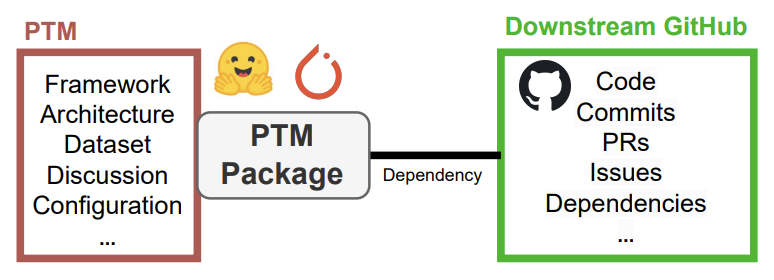 PTM
Framework
Architecture
Dataset
Discussion
Configuration
...
PTM
Package
Dependency
Downstream GitHub
Code
Commits
PRs
Issues
Dependencies
...